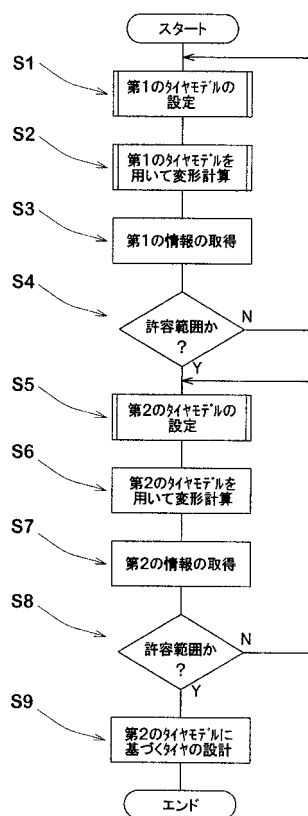 スタート
S1
第1のタイヤモデルの
設定
S2
第1のタイヤモデルを
用いて変形計算
S3
第1の情報の取得
S4
許容範囲か
?
N
Y
S5
第2のタイヤモデルの
設定
S6
第2のタイヤモデルを
用いて変形計算
S7
第2の情報の取得
S8
許容範囲か
?
N
Y
S9
第2のタイヤモデルに
基づくタイヤの設計
エンド